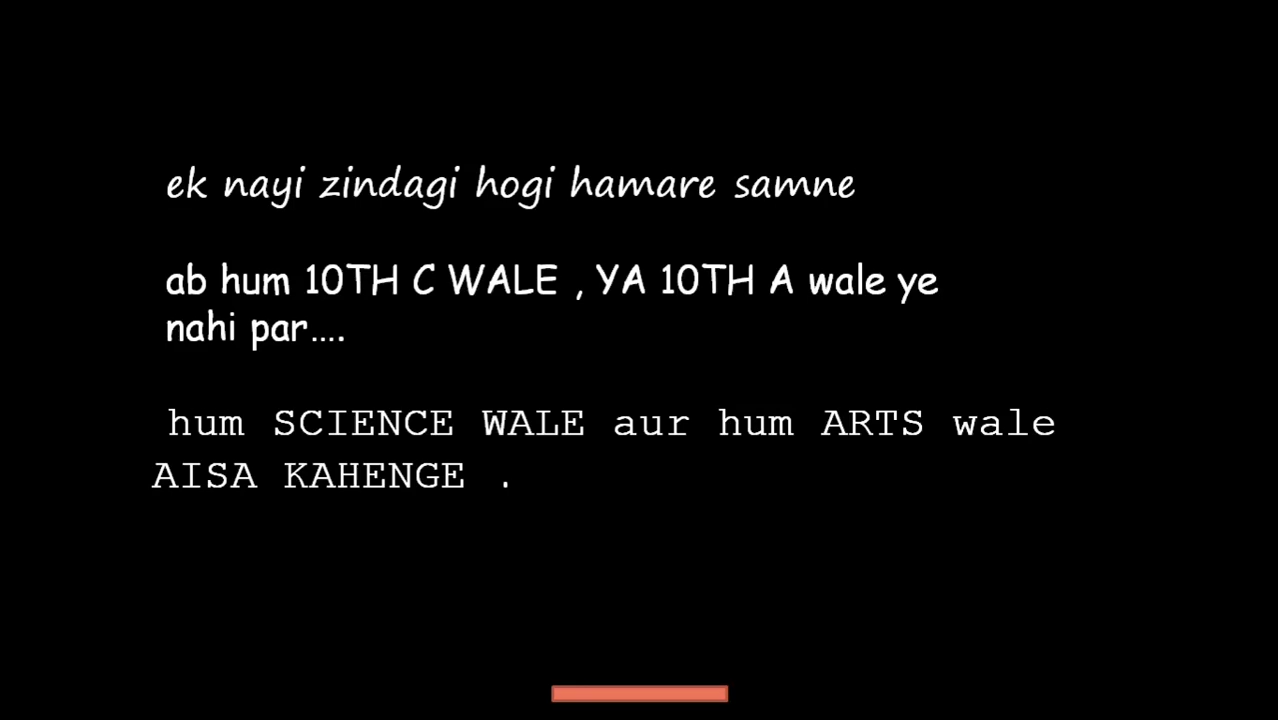 ek nayi zindagi hogi hamare samne
ab hum 10TH C WALE , YA 10TH A wale ye
nahi par....
hum SCIENCE WALE aur hum ARTS wale
AISA KAHENGE .